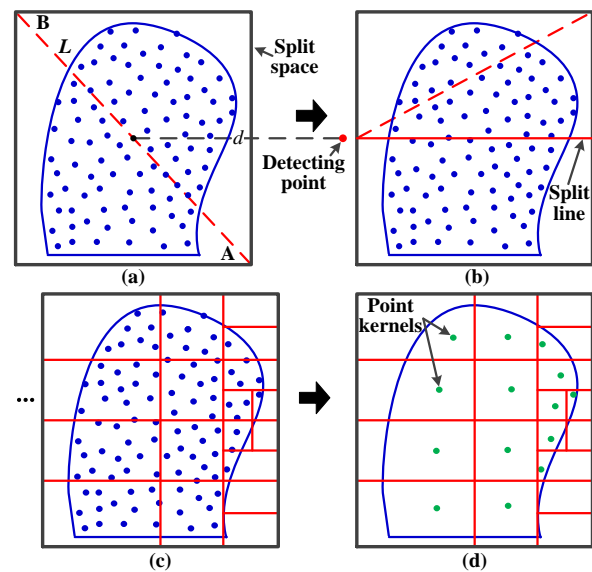 B
L
Split
space
d
Detecting
point
A
Split
line
(a)
(b)
Point
kernels
...
(c)
(d)